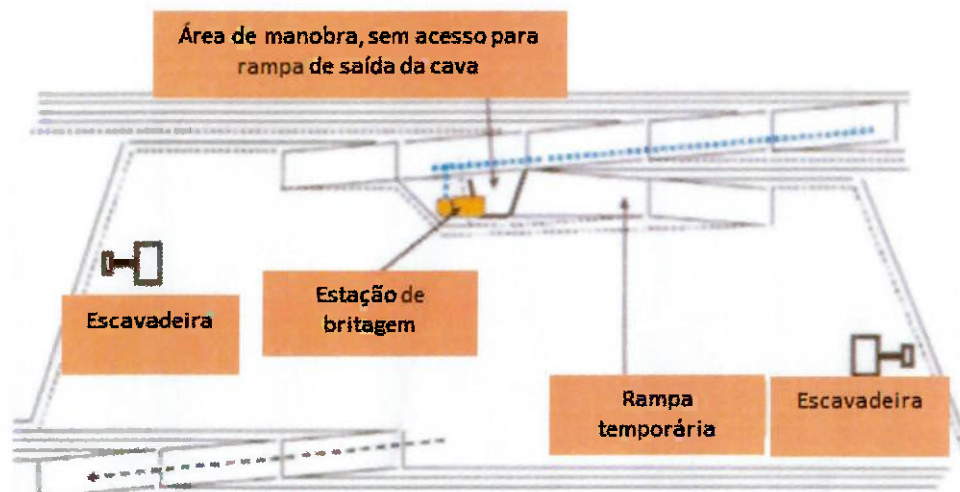 Área de manobra, sem acesso para
rampa de saída da cava
Escavadeira
Estação de
britagem
Rampa
temporária
Escavadeira